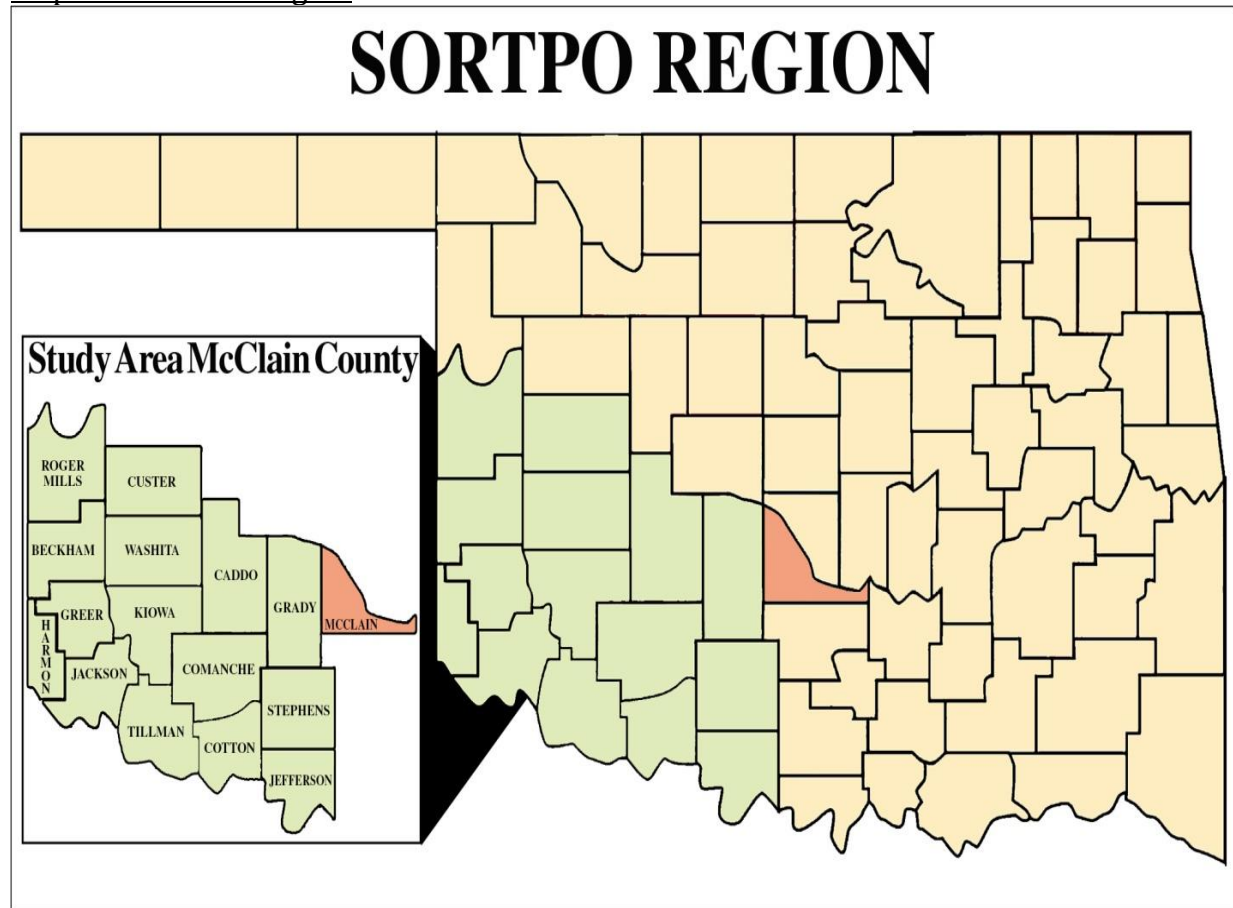 SORTPO REGION
Study Area McClain County
ROGER
MILLS
CUSTER
BECKHAM
WASHITA
CADDO
GREER
KIOWA
GRADY
MCCLAIN
HARMON
JACKSON
COMANCHE
STEPHENS
TILLMAN
COTTON
JEFFERSON